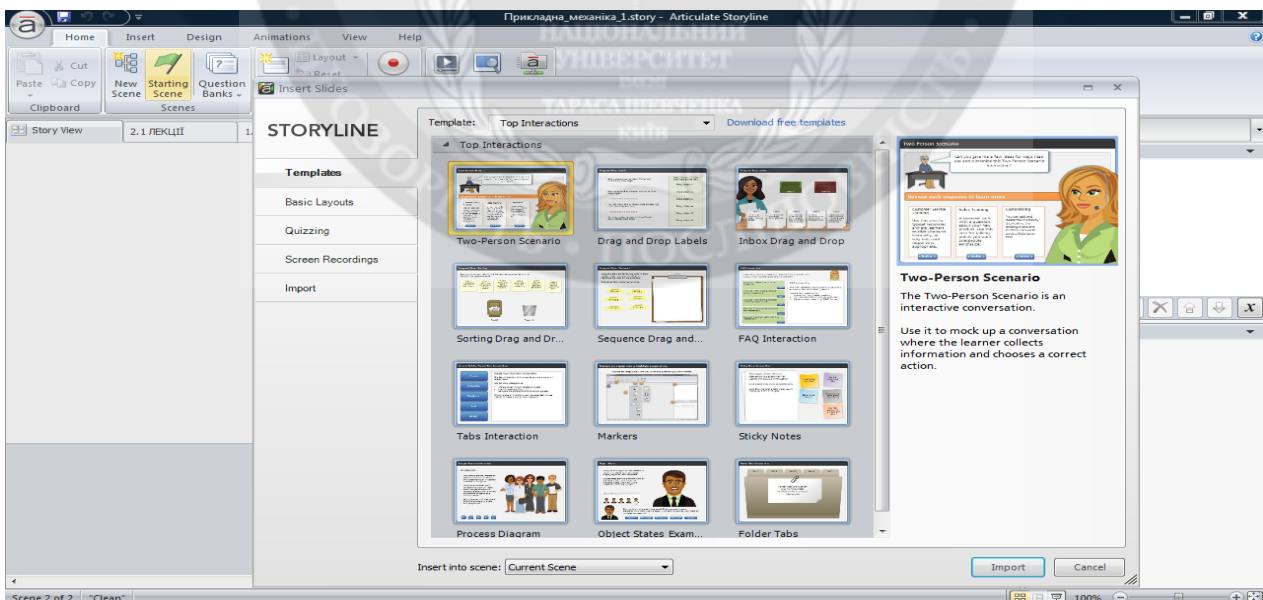 Прикладна_механіка_1.story - Articulate Storyline
Home Insert Design Animations View Help
Paste
Cut
Copy
Clipboard
New Scene
Starting Scene
Question Banks
Scenes
Layout
Reset
НАЦІОНАЛЬНИЙ
УНІВЕРСИТЕТ
ТАРАСА ШЕВЧЕНКА
КИЇВ
Story View
2.1 ЛЕКЦІЇ
1.
Insert Slides
STORYLINE
Templates
Basic Layouts
Quizzing
Screen Recordings
Import
Template: Top Interactions
Download free templates
Top Interactions
Two-Person Scenario
Drag and Drop Labels
Inbox Drag and Drop
Sorting Drag and Dr...
Sequence Drag and...
FAQ Interaction
Tabs Interaction
Markers
Sticky Notes
Process Diagram
Object States Exam...
Folder Tabs
Two Person Scenario
Two-Person Scenario
The Two-Person Scenario is an
interactive conversation.
Use it to mock up a conversation
where the learner collects
information and chooses a correct
action.
Insert into scene: Current Scene
Import
Cancel
Scene 2 of 2 "Clean"
100%